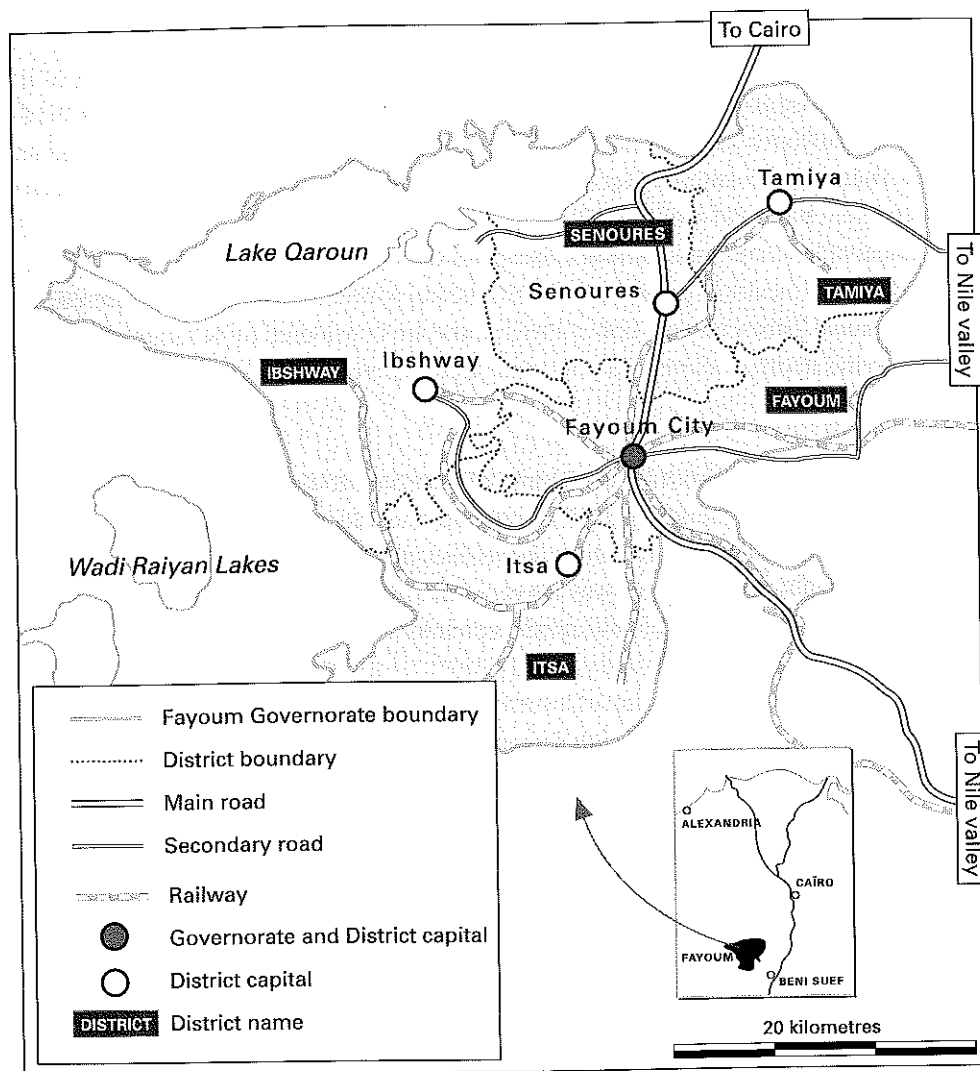 To Cairo
Tamiya
SENOURES
Lake Qaroun
To Nile valley
Senoures
TAMIYA
Ibshway
IBSHWAY
FAYOUM
Fayoum City
Wadi Raiyan Lakes
Itsa
ITSA
Fayoum Governorate boundary
District boundary
Main road
Secondary road
Railway
Governorate and District capital
District capital
DISTRICT District name
To Nile valley
ALEXANDRIA
CAÏRO
FAYOUM
BENI SUEF
20 kilometres